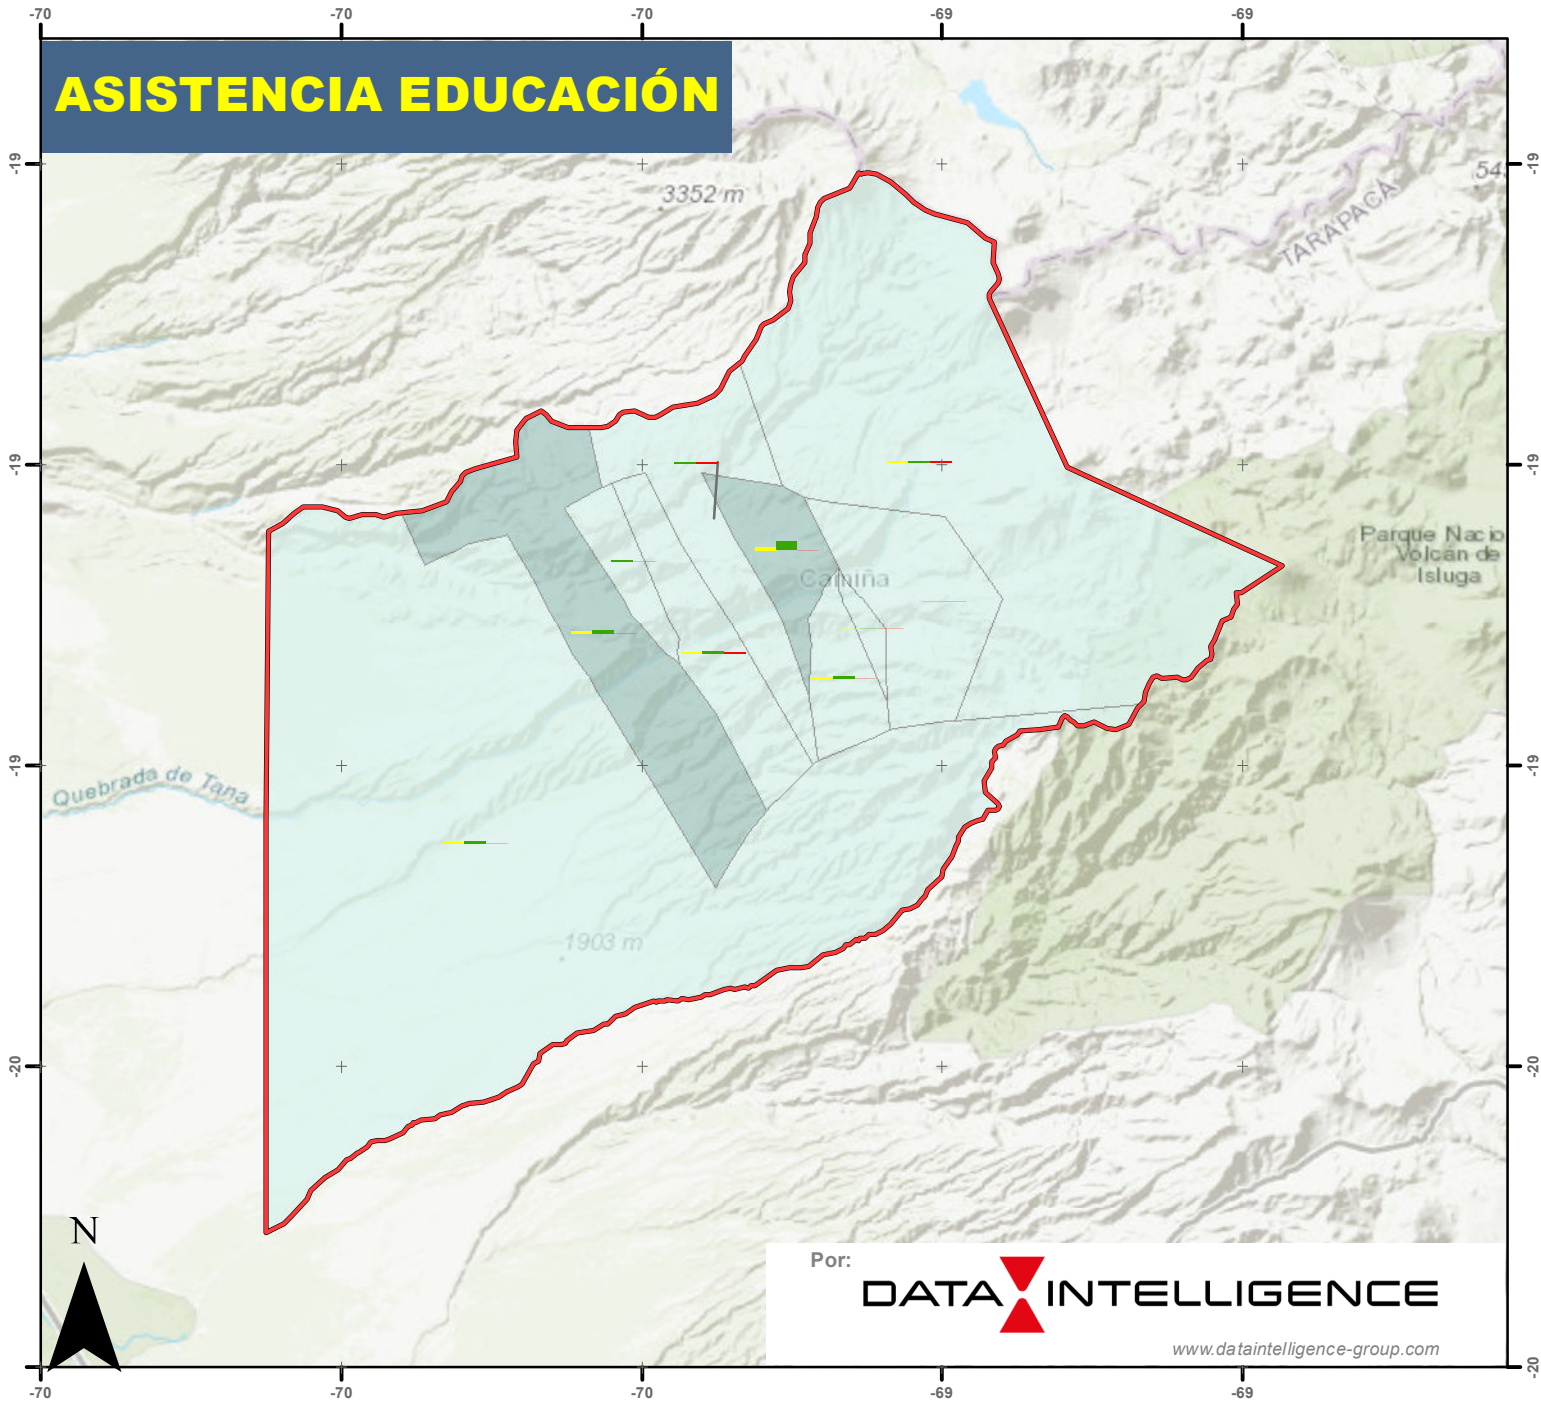 -70 -70 -70 -69 -69
ASISTENCIA EDUCACIÓN
-19 -19
3352 m
TARAPACÁ
-19 -19
Parque Nacio
Volcán de
Isluga
Camiña
-19 -19
Quebrada de Tana
1903 m
-20 -20
N
Por:
DATA INTELLIGENCE
www.dataintelligence-group.com
-20
-70 -70 -70 -69 -69